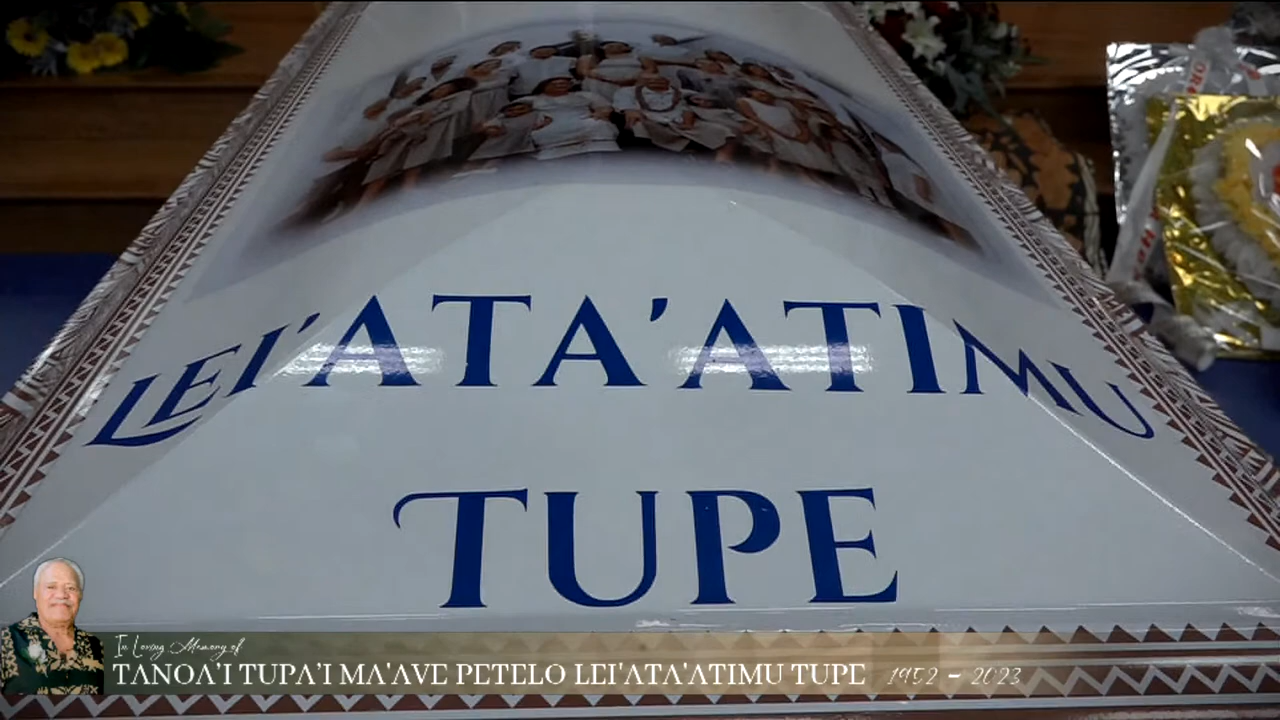 LEI'ATA'ATIMU
TUPE
In Loving Memory of
TANOA'I TUPA'I MA'AVE PETELO LEI'ATA'ATIMU TUPE 1952 - 2023